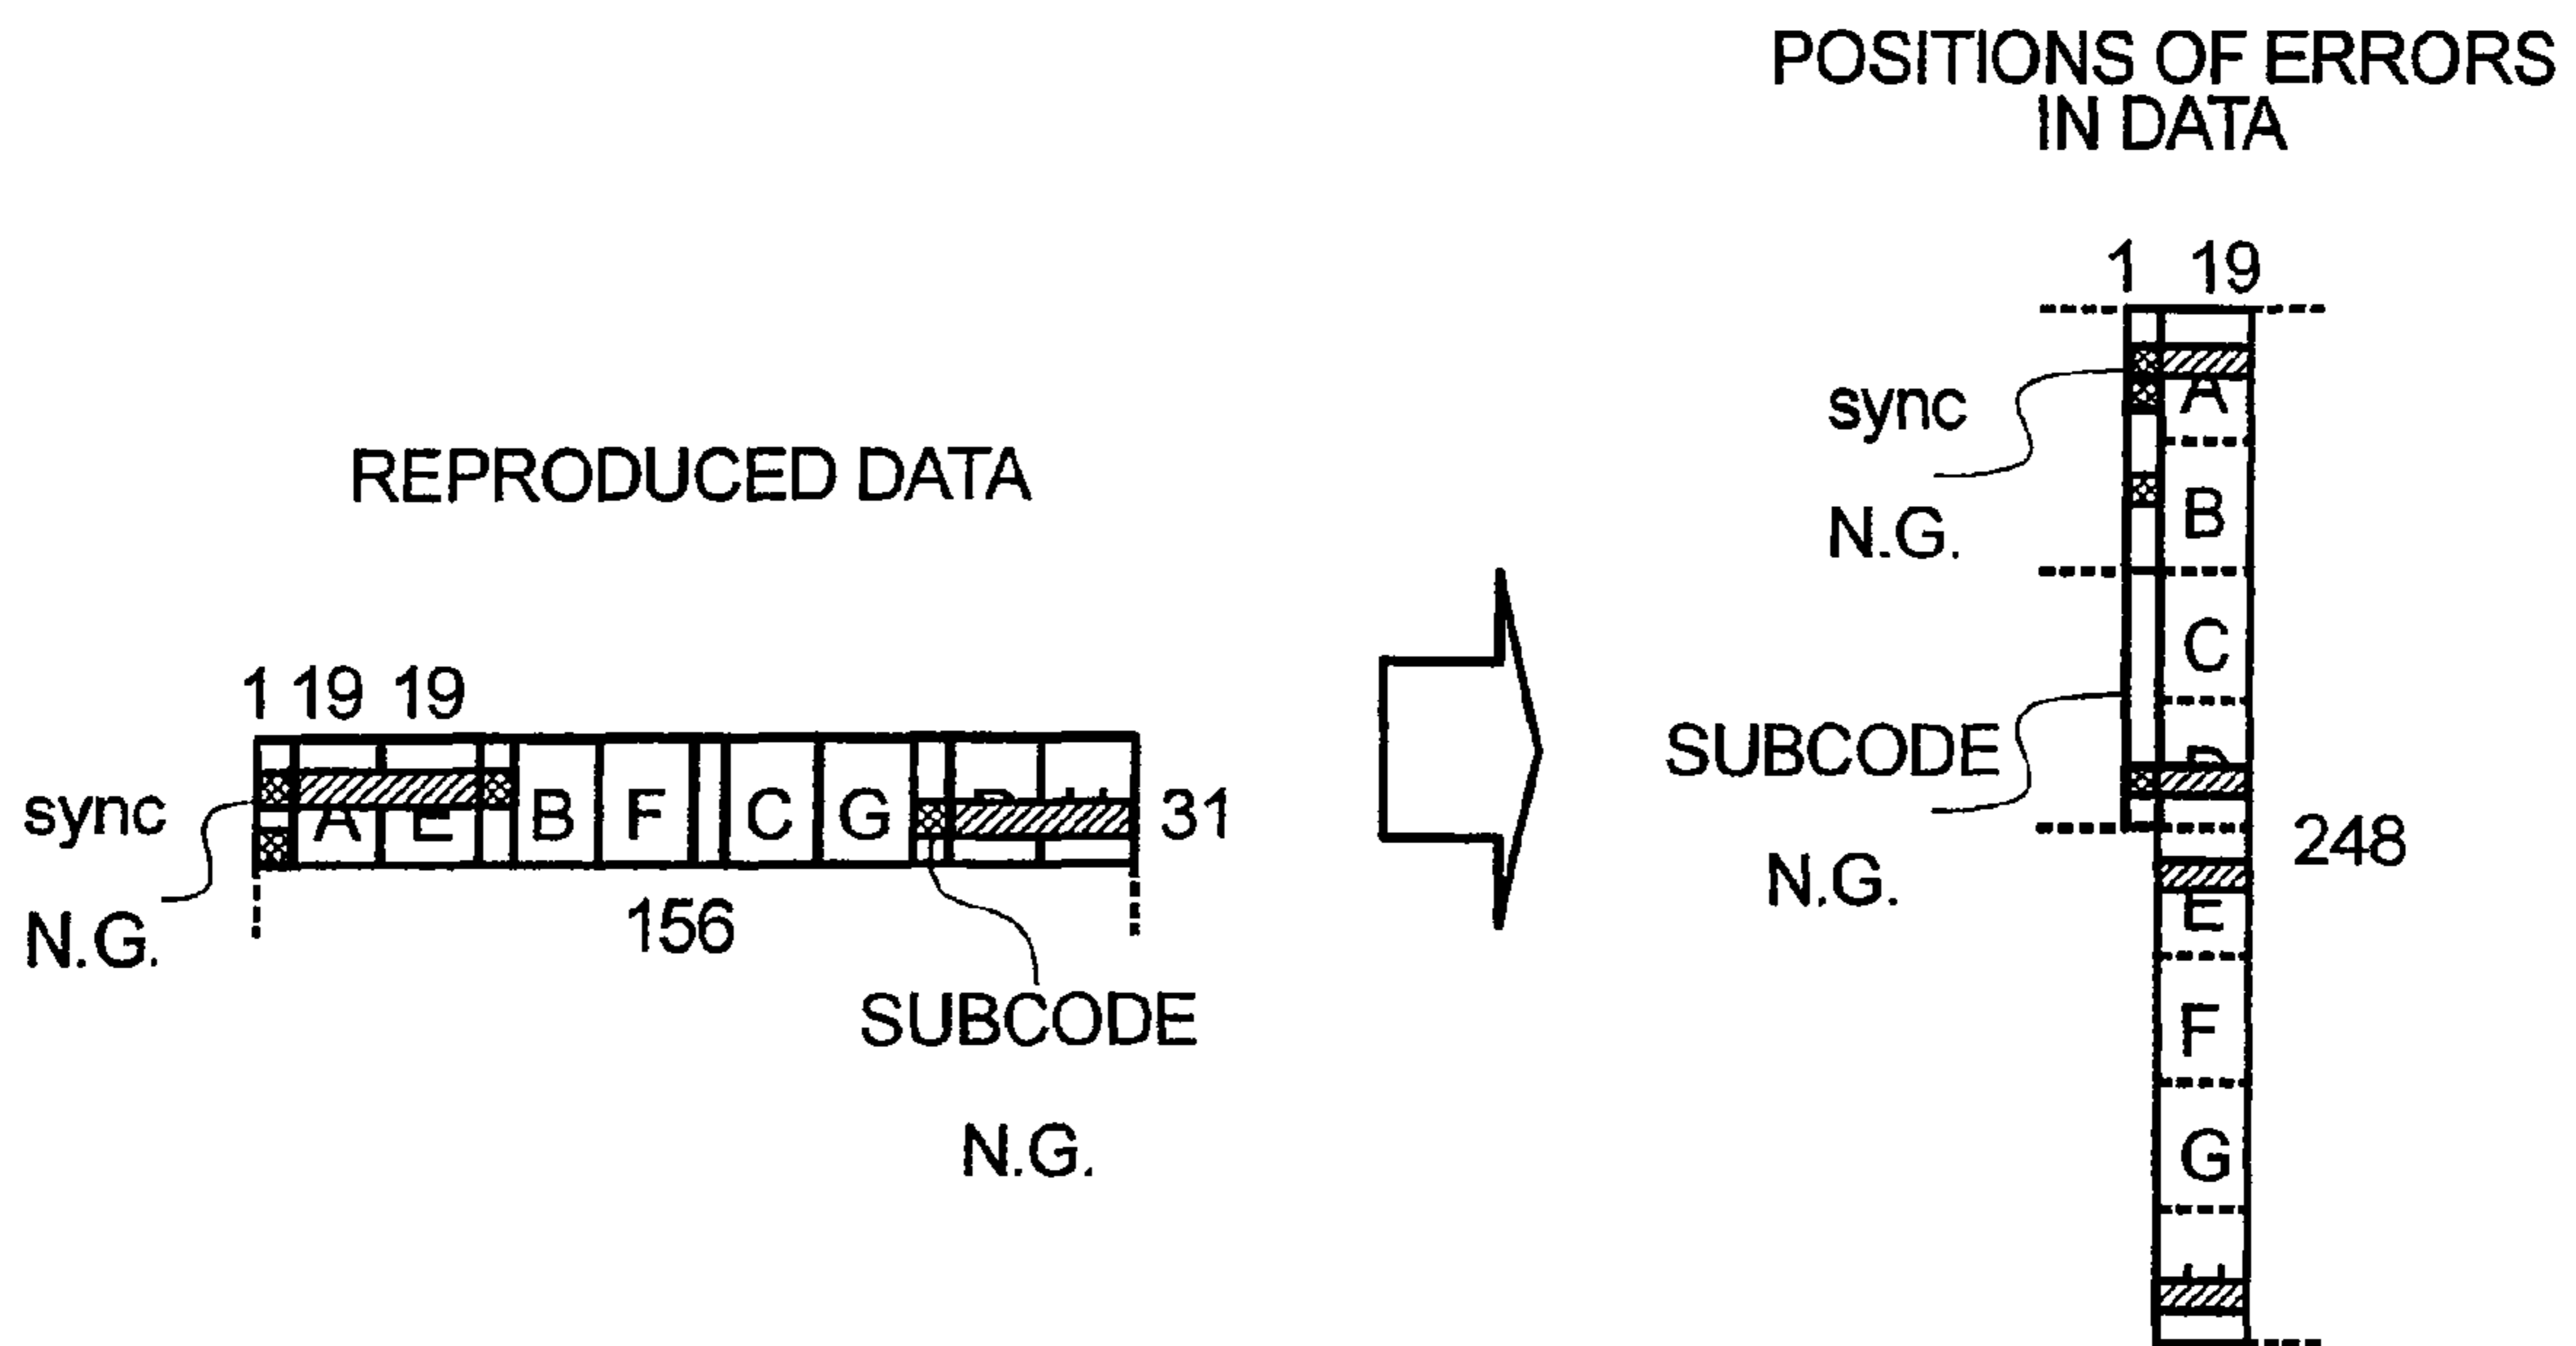 POSITIONS OF ERRORS
IN DATA
REPRODUCED DATA
1 19 19
sync
N.G.
A E B F C G
31
156
SUBCODE
N.G.
1 19
sync
N.G.
SUBCODE
N.G.
A
B
C
248
E
F
G